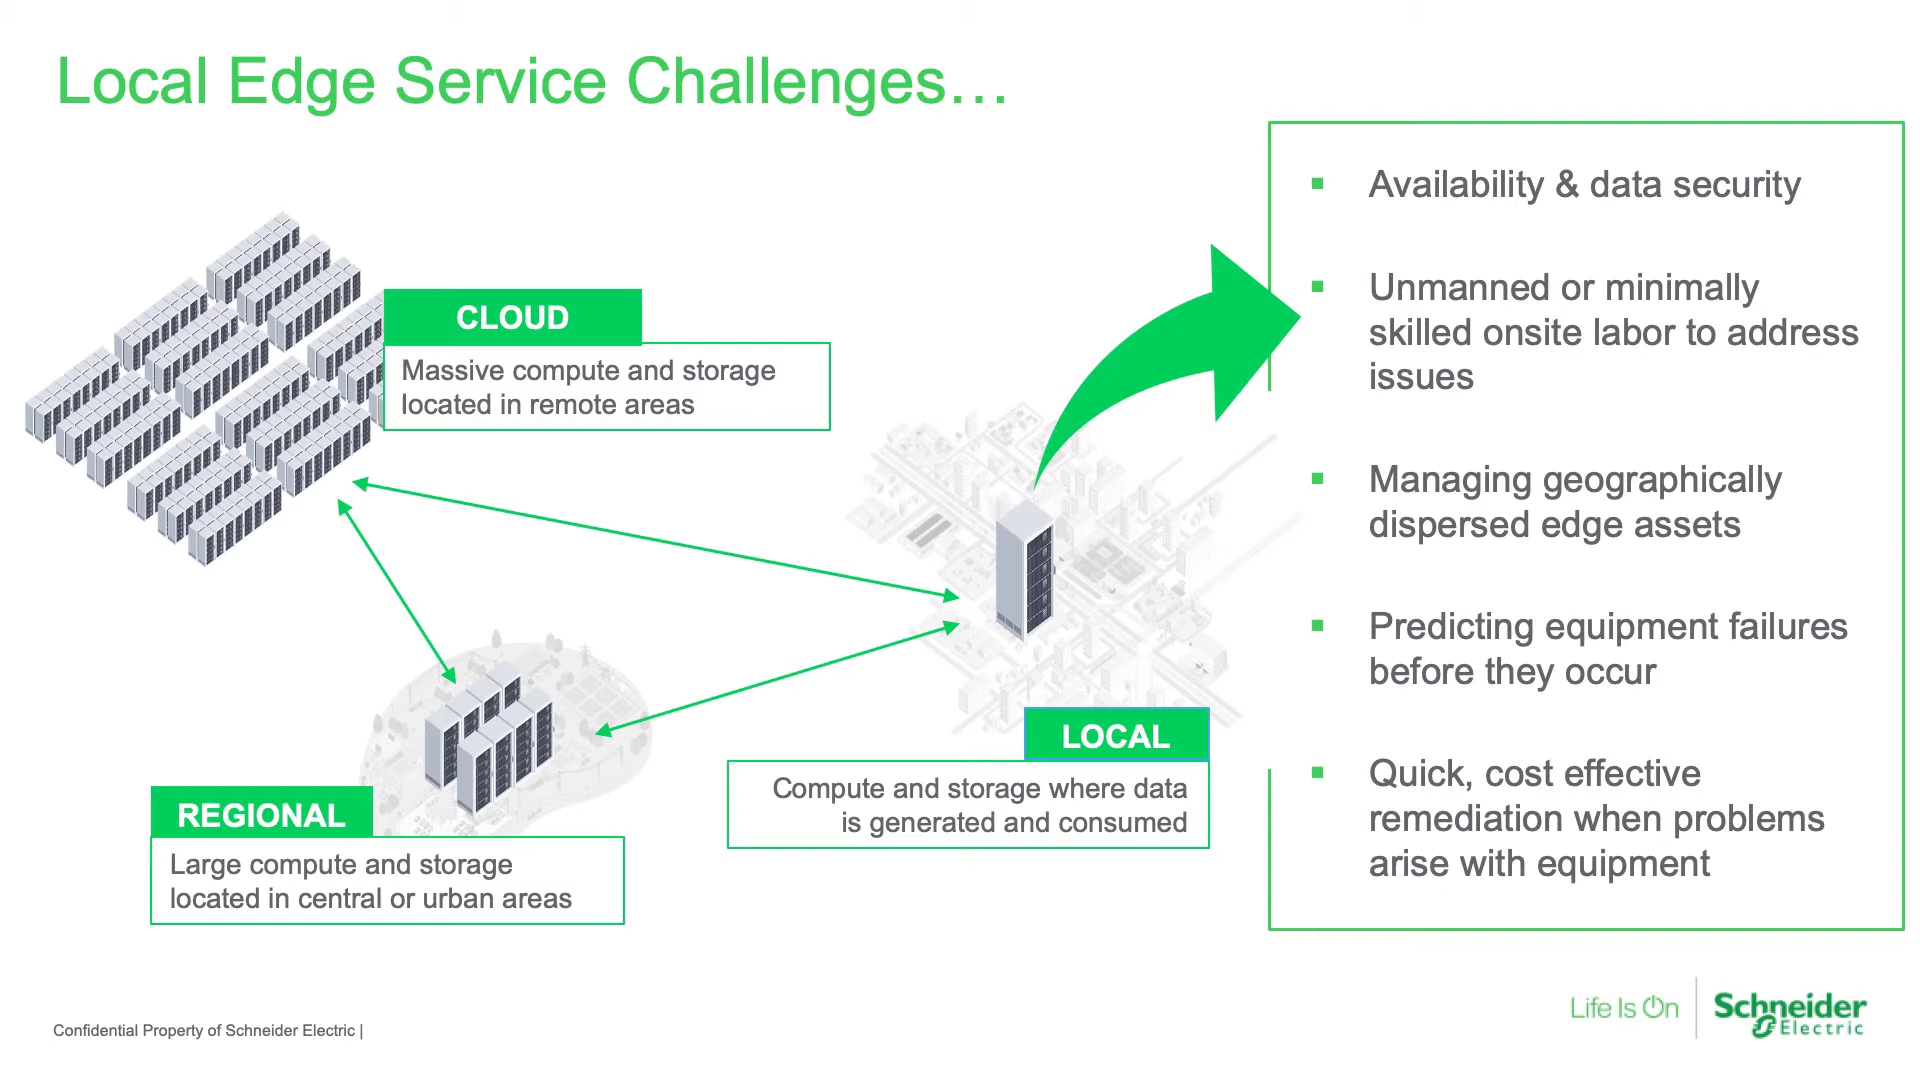 Local Edge Service Challenges…
CLOUD
Massive compute and storage
located in remote areas
REGIONAL
Large compute and storage
located in central or urban areas
LOCAL
Compute and storage where data
is generated and consumed
▪ Availability & data security
▪ Unmanned or minimally
skilled onsite labor to address
issues
▪ Managing geographically
dispersed edge assets
▪ Predicting equipment failures
before they occur
▪ Quick, cost effective
remediation when problems
arise with equipment
Confidential Property of Schneider Electric |
Life Is On
Schneider
Electric